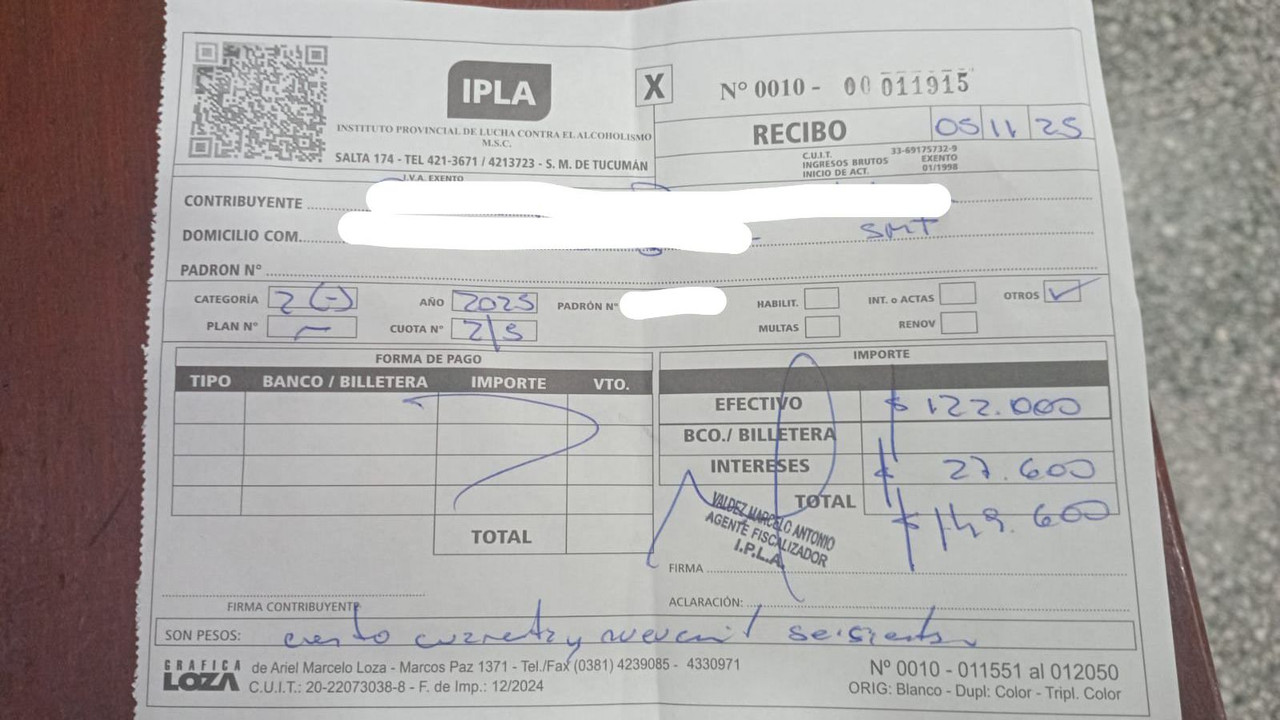 IPLA
INSTITUTO PROVINCIAL DE LUCHA CONTRA EL ALCOHOLISMO
M.S.C.
SALTA 174 - TEL 421-3671 / 4213723 - S. M. DE TUCUMÁN
I.V.A. EXENTO
X
N° 0010 - 00 011915
RECIBO 05 11 25
C.U.I.T. 33-69175732-9
INGRESOS BRUTOS EXENTO
INICIO DE ACT. 01/1998
CONTRIBUYENTE
DOMICILIO COM. SMT
PADRON N°
CATEGORÍA 2 (-) AÑO 2025 PADRÓN N° HABILIT. INT. o ACTAS OTROS ✓
PLAN N° - CUOTA N° 2/5 MULTAS RENOV
FORMA DE PAGO
TIPO BANCO / BILLETERA IMPORTE VTO.
TOTAL
IMPORTE
EFECTIVO $ 122.000
BCO./ BILLETERA
INTERESES $ 27.600
TOTAL $ 149.600
VALDEZ MARCELO ANTONIO
AGENTE FISCALIZADOR
I.P.L.A.
FIRMA
FIRMA CONTRIBUYENTE
ACLARACIÓN:
SON PESOS: ciento cuarenta y nueve mil seiscientos
GRAFICA LOZA de Ariel Marcelo Loza - Marcos Paz 1371 - Tel./Fax (0381) 4239085 - 4330971
C.U.I.T.: 20-22073038-8 - F. de Imp.: 12/2024
N° 0010 - 011551 al 012050
ORIG: Blanco - Dupl: Color - Tripl. Color